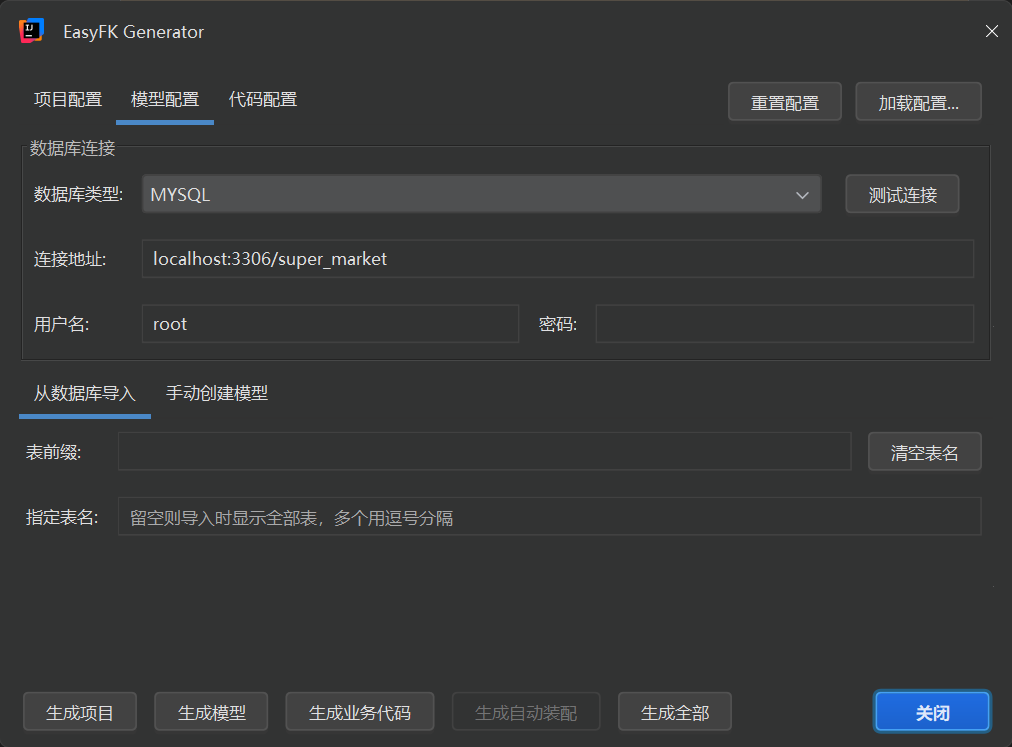 EasyFK Generator
项目配置 模型配置 代码配置 重置配置 加载配置...
数据库连接
数据库类型: MYSQL 测试连接
连接地址: localhost:3306/super_market
用户名: root 密码:
从数据库导入 手动创建模型
表前缀: 清空表名
指定表名: 留空则导入时显示全部表，多个用逗号分隔
生成项目 生成模型 生成业务代码 生成自动装配 生成全部 关闭